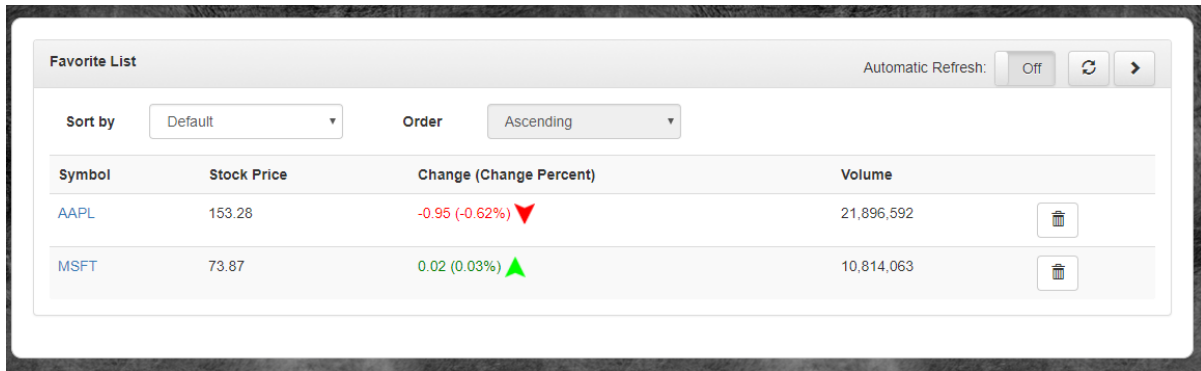 Favorite List Automatic Refresh: Off
Sort by Default Order Ascending
Symbol Stock Price Change (Change Percent) Volume
AAPL 153.28 -0.95 (-0.62%) 21,896,592
MSFT 73.87 0.02 (0.03%) 10,814,063